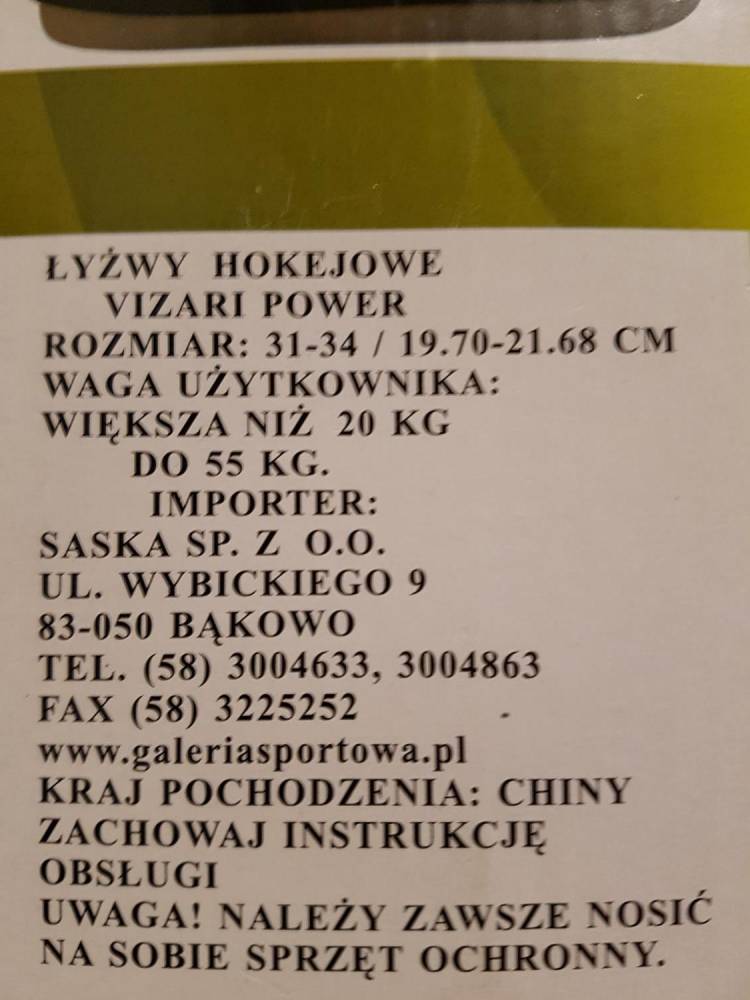 ŁYŻWY HOKEJOWE
VIZARI POWER
ROZMIAR: 31-34 / 19.70-21.68 CM
WAGA UŻYTKOWNIKA:
WIĘKSZA NIŻ 20 KG
DO 55 KG.
IMPORTER:
SASKA SP. Z O.O.
UL. WYBICKIEGO 9
83-050 BĄKOWO
TEL. (58) 3004633, 3004863
FAX (58) 3225252
www.galeriasportowa.pl
KRAJ POCHODZENIA: CHINY
ZACHOWAJ INSTRUKCJĘ
OBSŁUGI
UWAGA! NALEŻY ZAWSZE NOSIĆ
NA SOBIE SPRZĘT OCHRONNY.